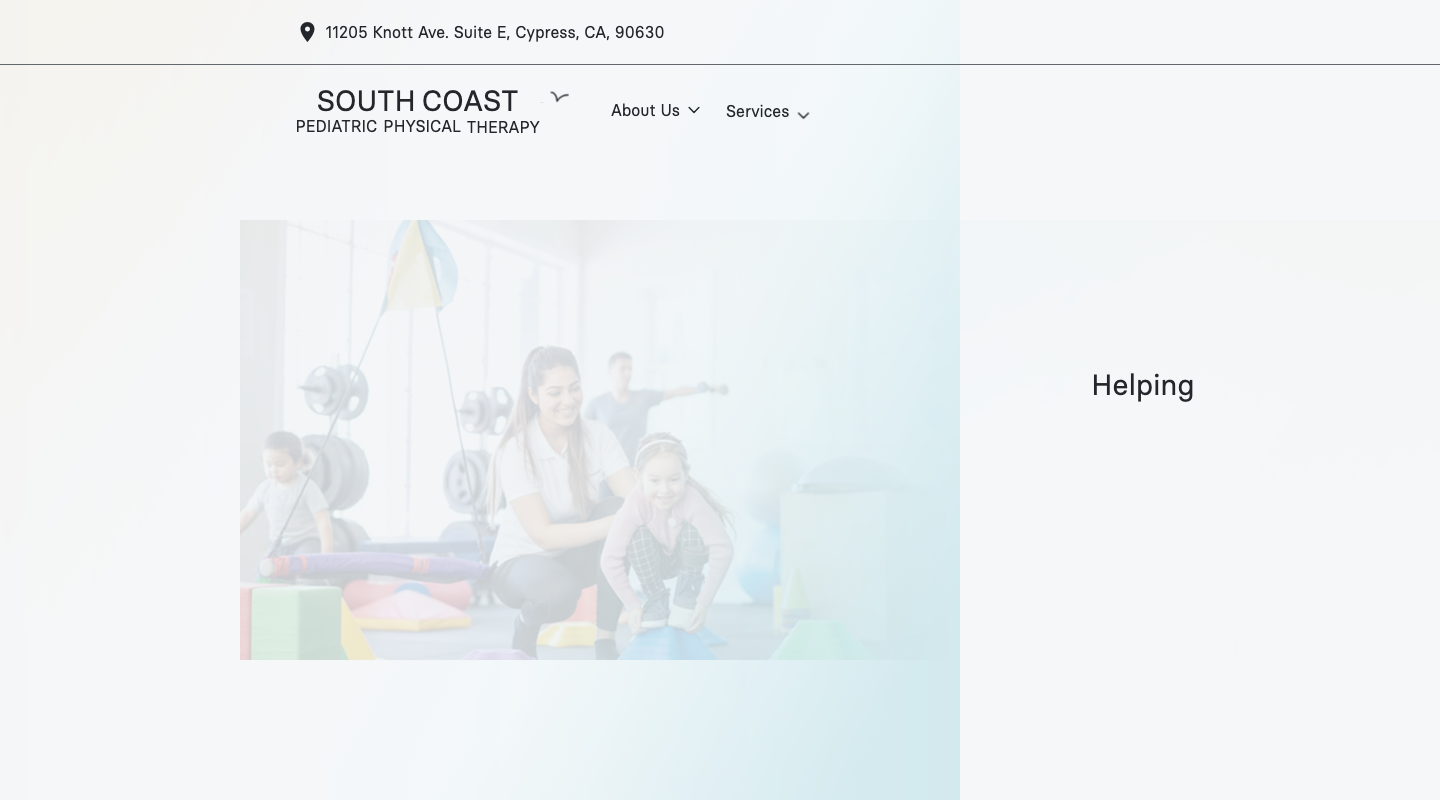 11205 Knott Ave. Suite E, Cypress, CA, 90630
SOUTH COAST
PEDIATRIC PHYSICAL THERAPY
About Us
Services
Helping